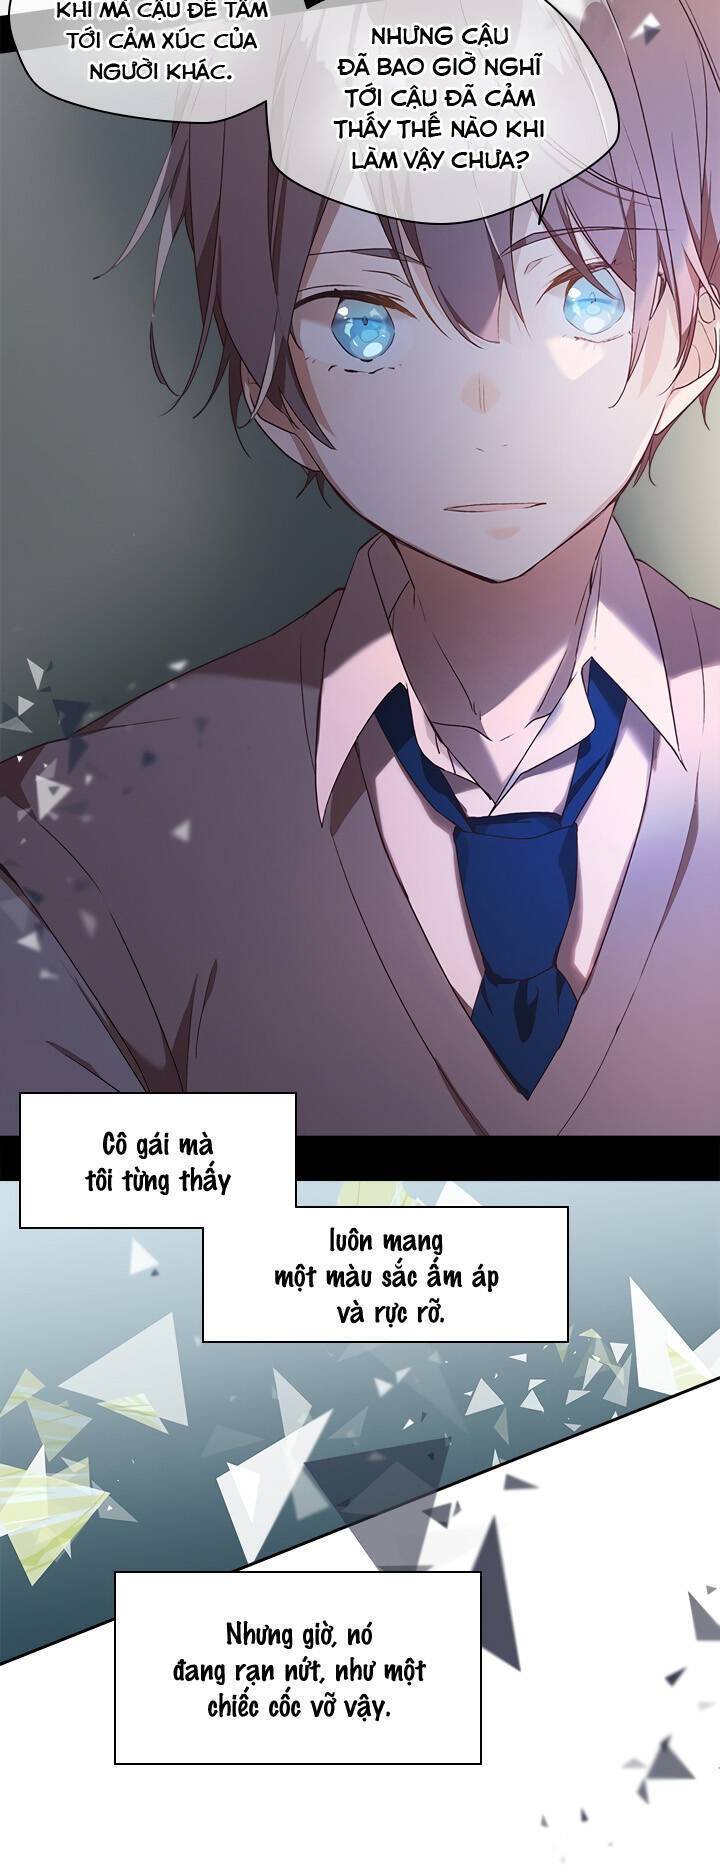 KHI MÀ CẬU ĐỂ TÂM
TỚI CẢM XÚC CỦA
NGƯỜI KHÁC.
NHƯNG CẬU
ĐÃ BAO GIỜ NGHĨ
TỚI CẬU ĐÃ CẢM
THẤY THẾ NÀO KHI
LÀM VẬY CHƯA?
Cô gái mà
tôi từng thấy
luôn mang
một màu sắc ấm áp
và rực rỡ.
Nhưng giờ, nó
đang rạn nứt, như một
chiếc cốc vỡ vậy.